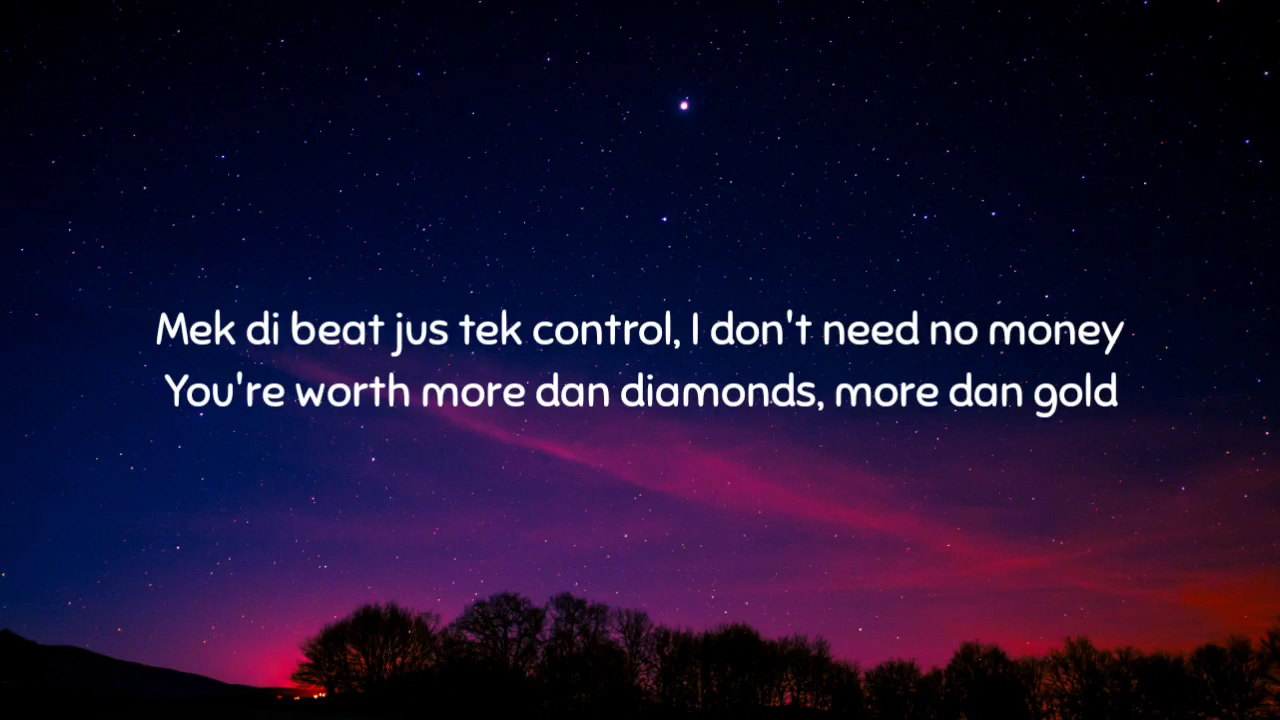 Mek di beat jus tek control, I don't need no money
You're worth more dan diamonds, more dan gold